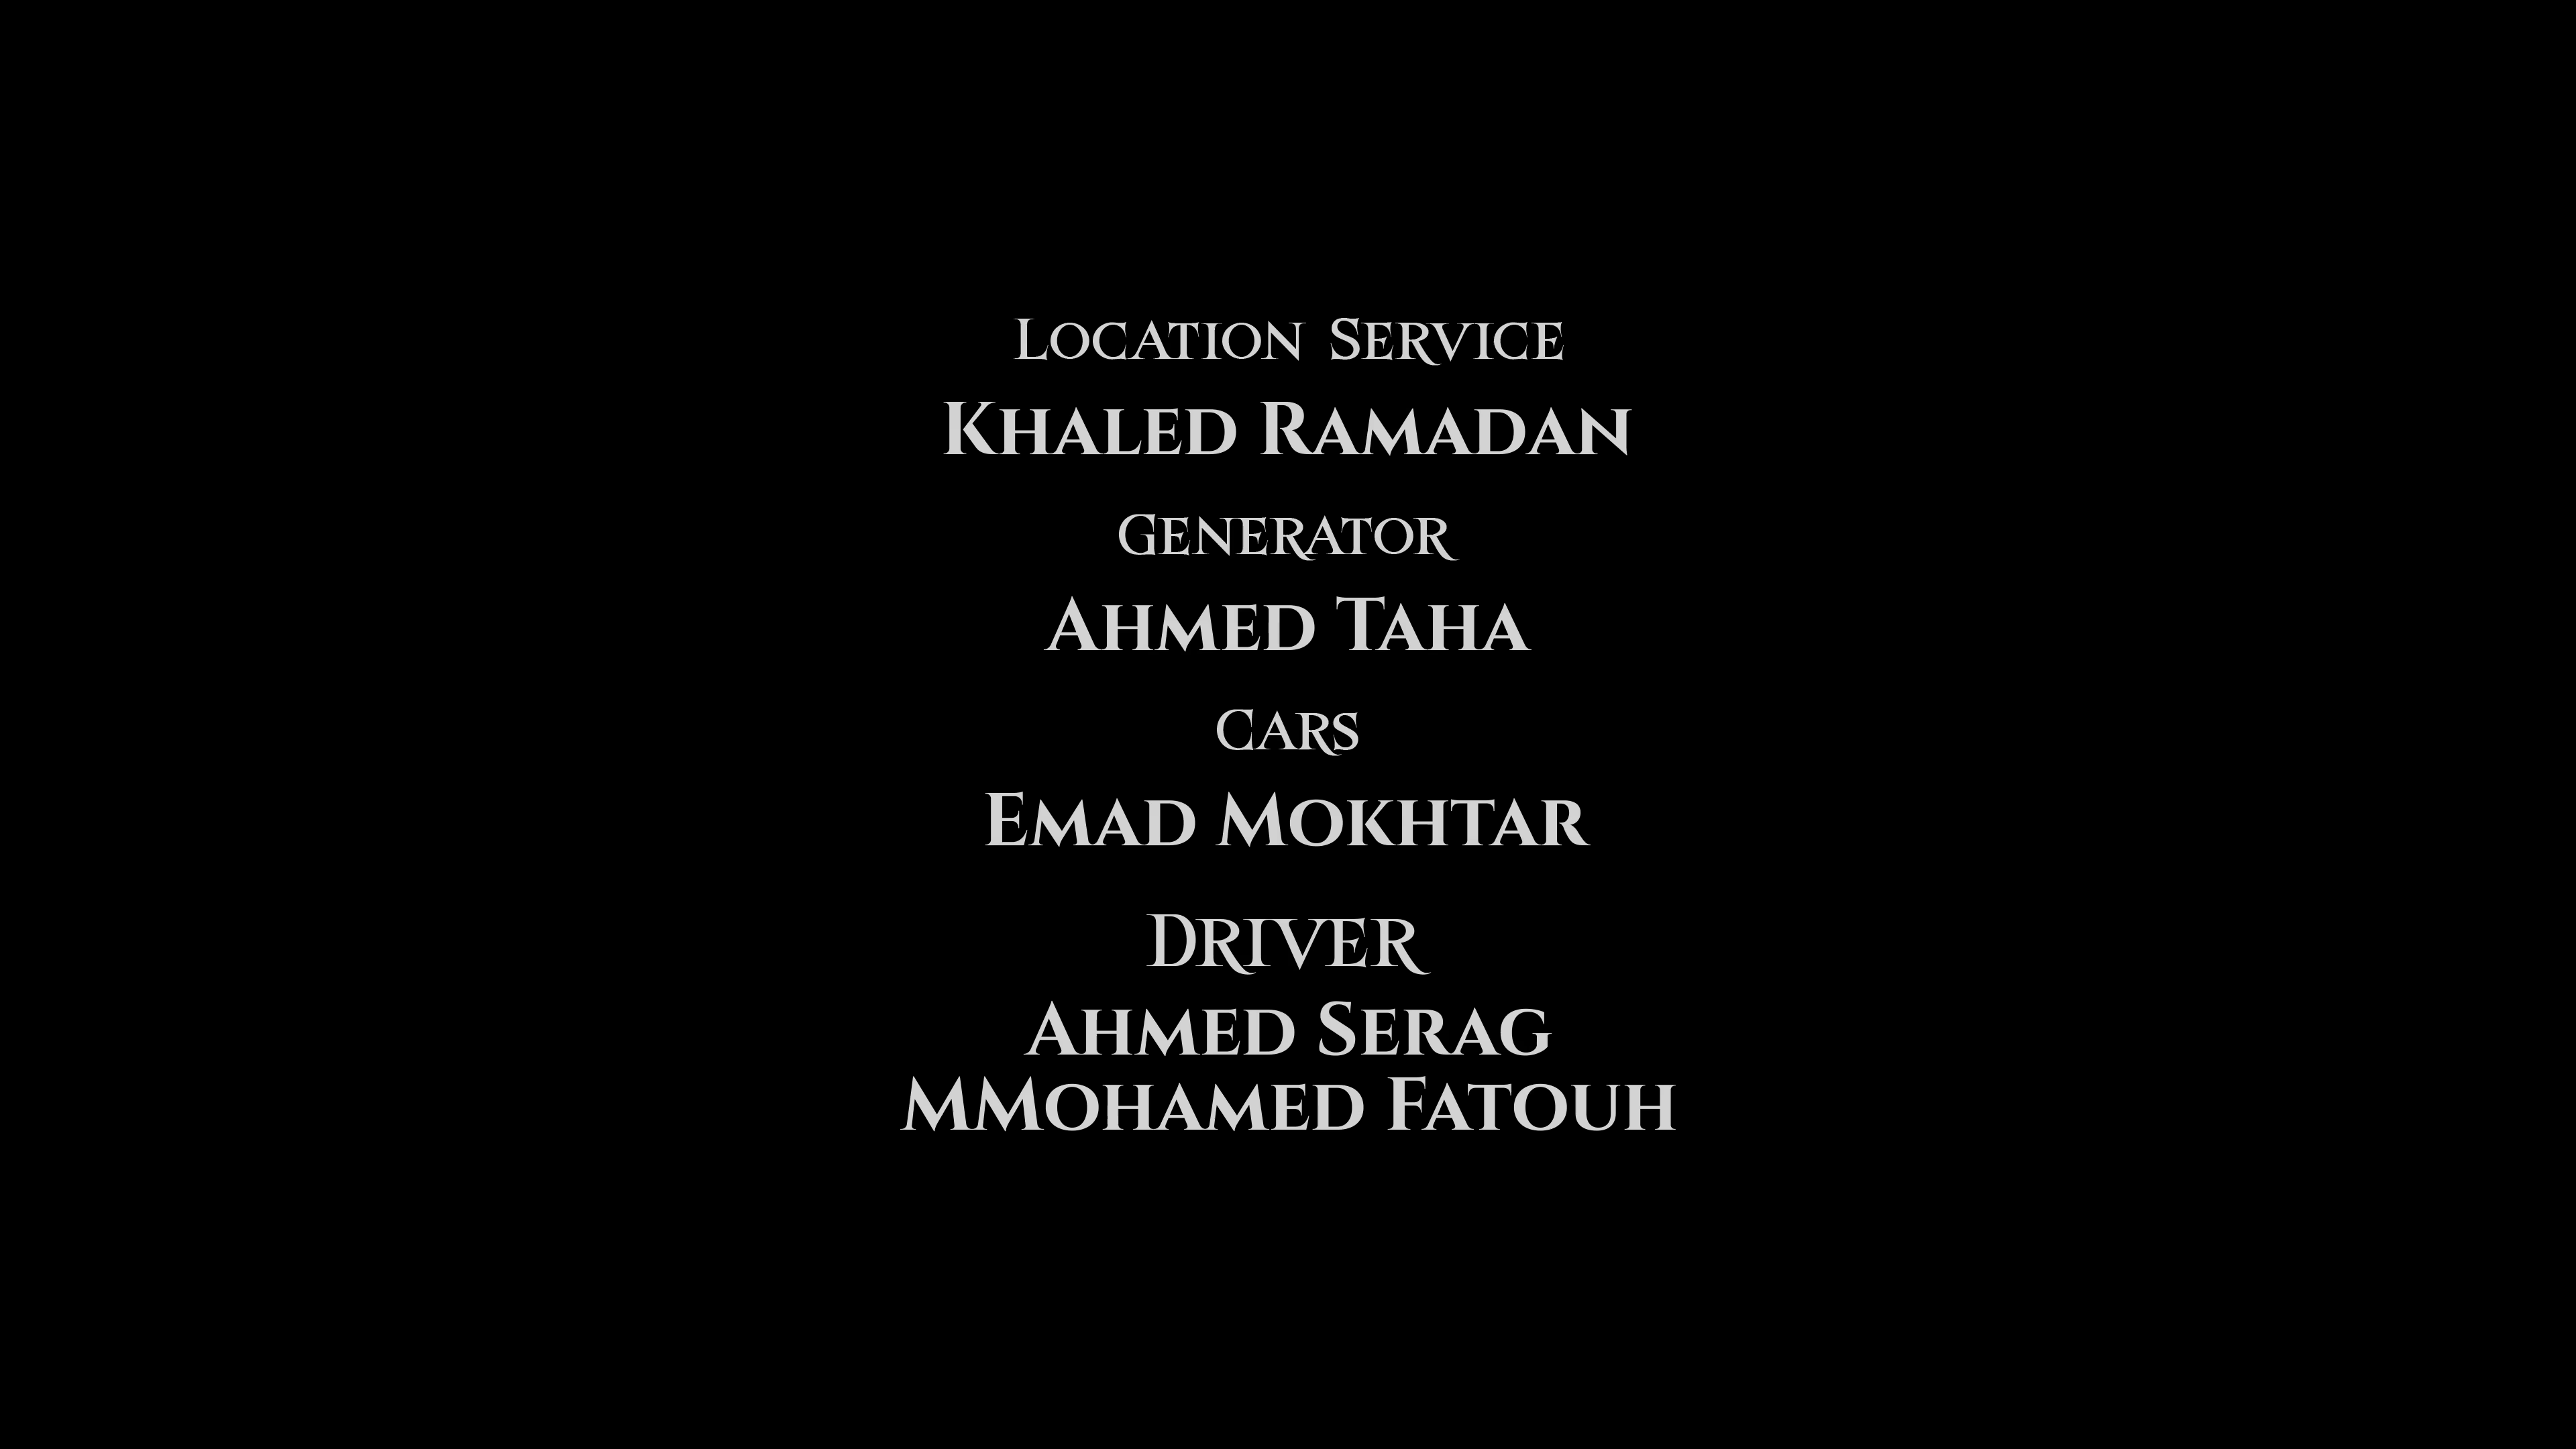 Location Service
Khaled Ramadan
Generator
Ahmed Taha
Cars
Emad Mokhtar
Driver
Ahmed Serag
MMohamed Fatouh